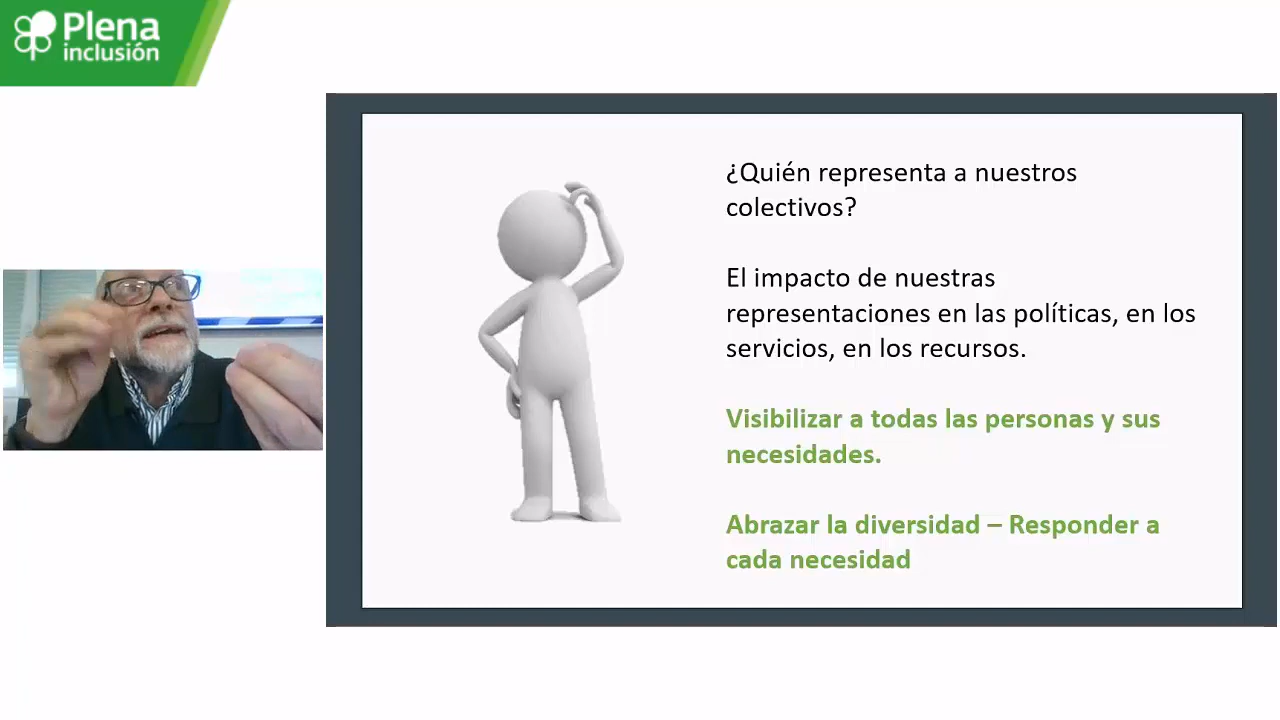 Plena
inclusión
¿Quién representa a nuestros
colectivos?
El impacto de nuestras
representaciones en las políticas, en los
servicios, en los recursos.
Visibilizar a todas las personas y sus
necesidades.
Abrazar la diversidad – Responder a
cada necesidad